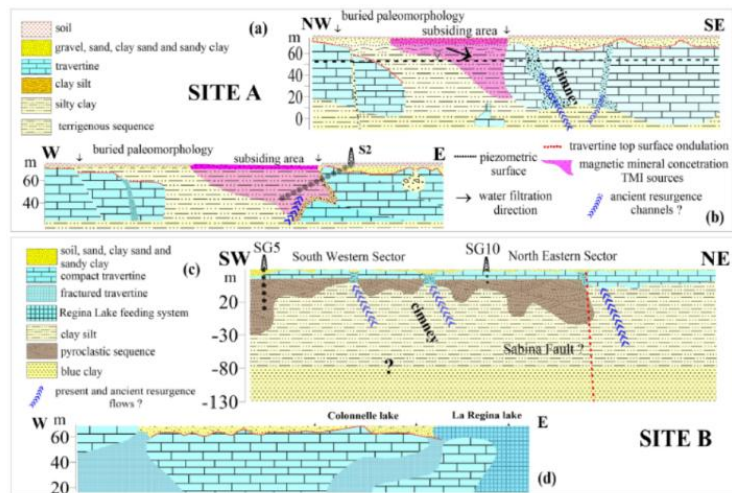 (a)
NW
buried paleomorphology
subsiding area
SE
m
60
40
20
0
cimney
soil
gravel, sand, clay sand and sandy clay
travertine
clay silt
silty clay
terrigenous sequence
SITE A
W
buried paleomorphology
subsiding area
S2
E
m
60
40
piezometric surface
water filtration direction
travertine top surface ondulation
magnetic mineral concetration TMI sources
ancient resurgence channels ?
(b)
soil, sand, clay sand and sandy clay
compact travertine
fractured travertine
Regina Lake feeding system
clay silt
pyroclastic sequence
blue clay
present and ancient resurgence flows ?
(c)
SG5
SW
South Western Sector
SG10
North Eastern Sector
NE
m
20
-30
-80
-130
cimney
?
Sabina Fault ?
W
m
60
40
20
Colonnelle lake
La Regina lake
E
SITE B
(d)